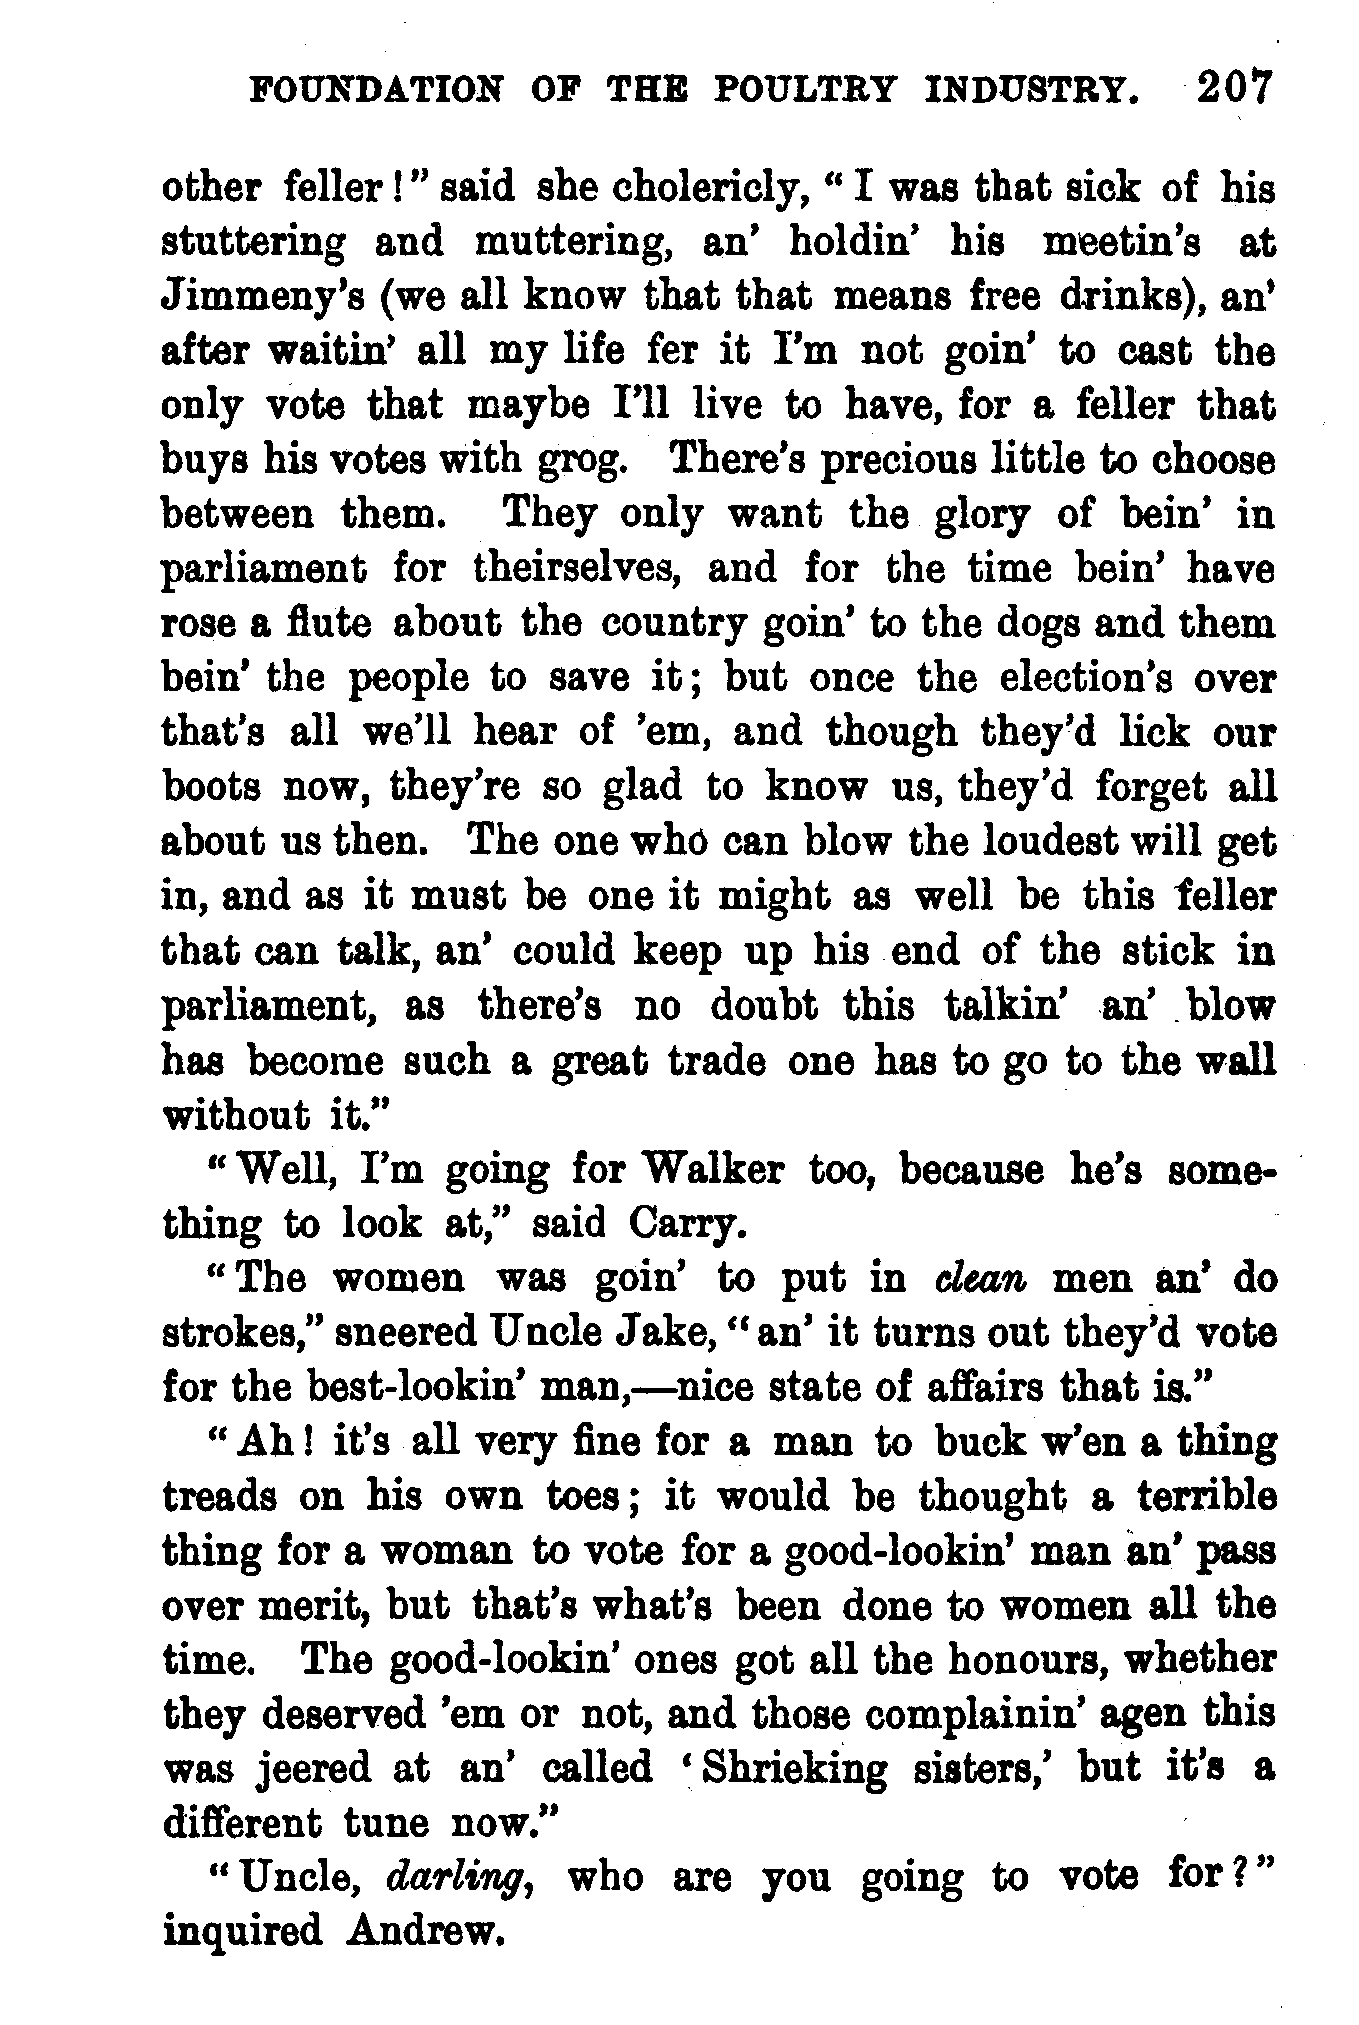 FOUNDATION OF THE POULTRY INDUSTRY. 207
other feller!" said she cholericly, "I was that sick of his
stuttering and muttering, an' holdin' his meetin's at
Jimmeny's (we all know that that means free drinks), an'
after waitin' all my life fer it I'm not goin' to cast the
only vote that maybe I'll live to have, for a feller that
buys his votes with grog. There's precious little to choose
between them. They only want the glory of bein' in
parliament for theirselves, and for the time bein' have
rose a flute about the country goin' to the dogs and them
bein' the people to save it; but once the election's over
that's all we'll hear of 'em, and though they'd lick our
boots now, they're so glad to know us, they'd forget all
about us then. The one who can blow the loudest will get
in, and as it must be one it might as well be this feller
that can talk, an' could keep up his end of the stick in
parliament, as there's no doubt this talkin' an' blow
has become such a great trade one has to go to the wall
without it."
"Well, I'm going for Walker too, because he's some-
thing to look at," said Carry.
"The women was goin' to put in clean men an' do
strokes," sneered Uncle Jake, "an' it turns out they'd vote
for the best-lookin' man,—nice state of affairs that is."
"Ah! it's all very fine for a man to buck w'en a thing
treads on his own toes; it would be thought a terrible
thing for a woman to vote for a good-lookin' man an' pass
over merit, but that's what's been done to women all the
time. The good-lookin' ones got all the honours, whether
they deserved 'em or not, and those complainin' agen this
was jeered at an' called 'Shrieking sisters,' but it's a
different tune now."
"Uncle, darling, who are you going to vote for?"
inquired Andrew.